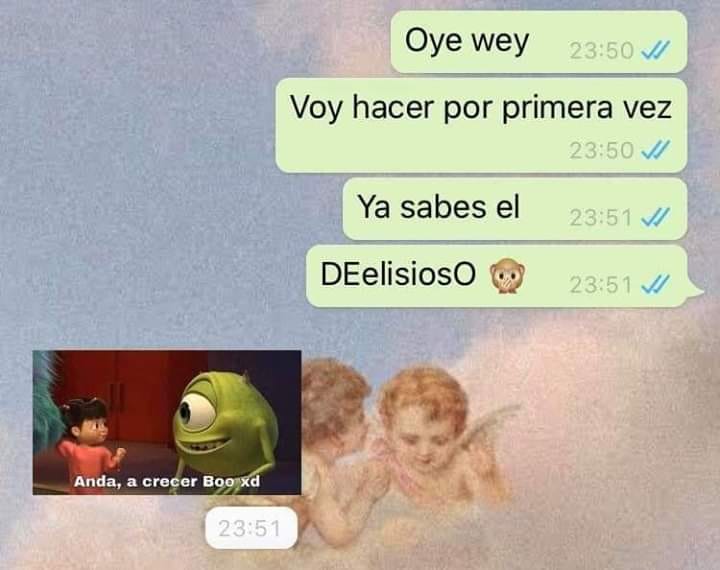 Oye wey
23:50
Voy hacer por primera vez
23:50
Ya sabes el
23:51
DEelisiosO 🙊
23:51
Anda, a crecer Boo xd
23:51